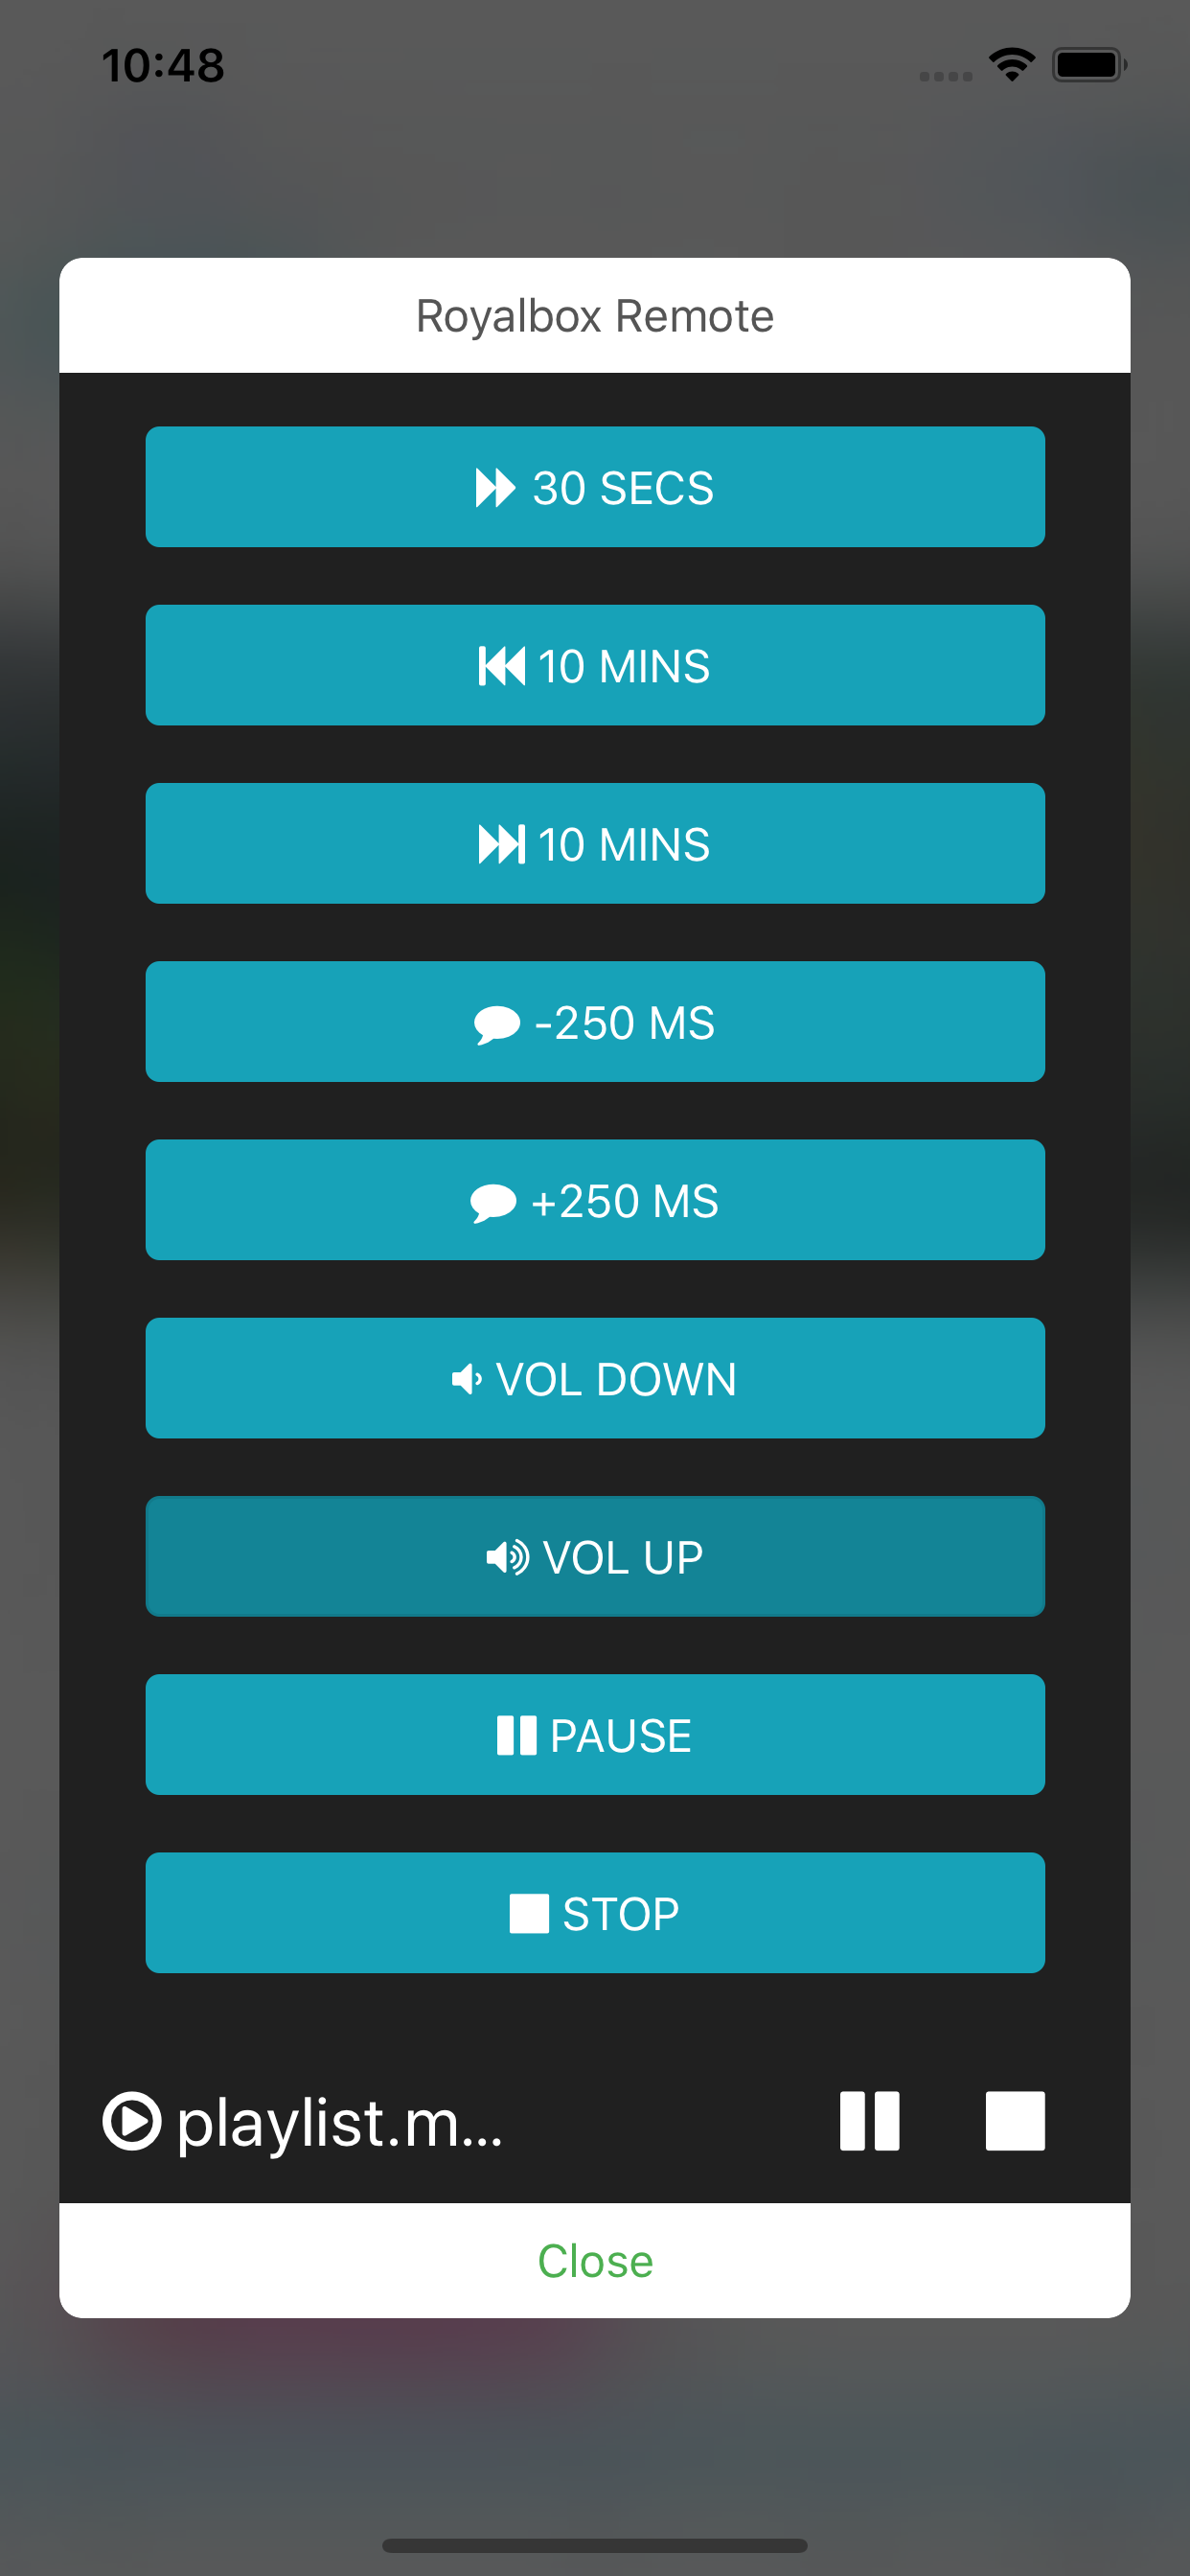 10:48
Royalbox Remote
30 SECS
10 MINS
10 MINS
-250 MS
+250 MS
VOL DOWN
VOL UP
PAUSE
STOP
playlist.m...
Close